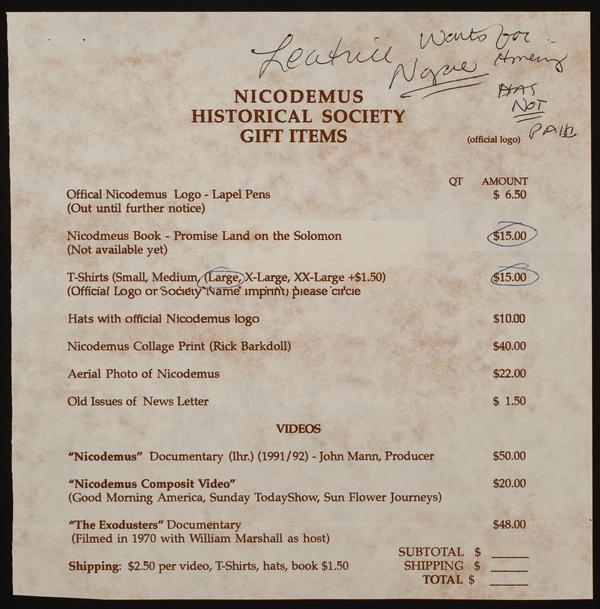 Leatrice Wants for
Nyree
HAS
NOT
PAID
NICODEMUS
HISTORICAL SOCIETY
GIFT ITEMS
(official logo)
QT AMOUNT
Offical Nicodemus Logo - Lapel Pens $ 6.50
(Out until further notice)
Nicodmeus Book - Promise Land on the Solomon $15.00
(Not available yet)
T-Shirts (Small, Medium, (Large, X-Large, XX-Large +$1.50) $15.00
(Official Logo or Society Name imprint) please circle
Hats with official Nicodemus logo $10.00
Nicodemus Collage Print (Rick Barkdoll) $40.00
Aerial Photo of Nicodemus $22.00
Old Issues of News Letter $ 1.50
VIDEOS
"Nicodemus" Documentary (lhr.) (1991/92) - John Mann, Producer $50.00
"Nicodemus Composit Video" $20.00
(Good Morning America, Sunday TodayShow, Sun Flower Journeys)
"The Exodusters" Documentary $48.00
(Filmed in 1970 with William Marshall as host)
SUBTOTAL $ ____
Shipping: $2.50 per video, T-Shirts, hats, book $1.50 SHIPPING $ ____
TOTAL $ ____